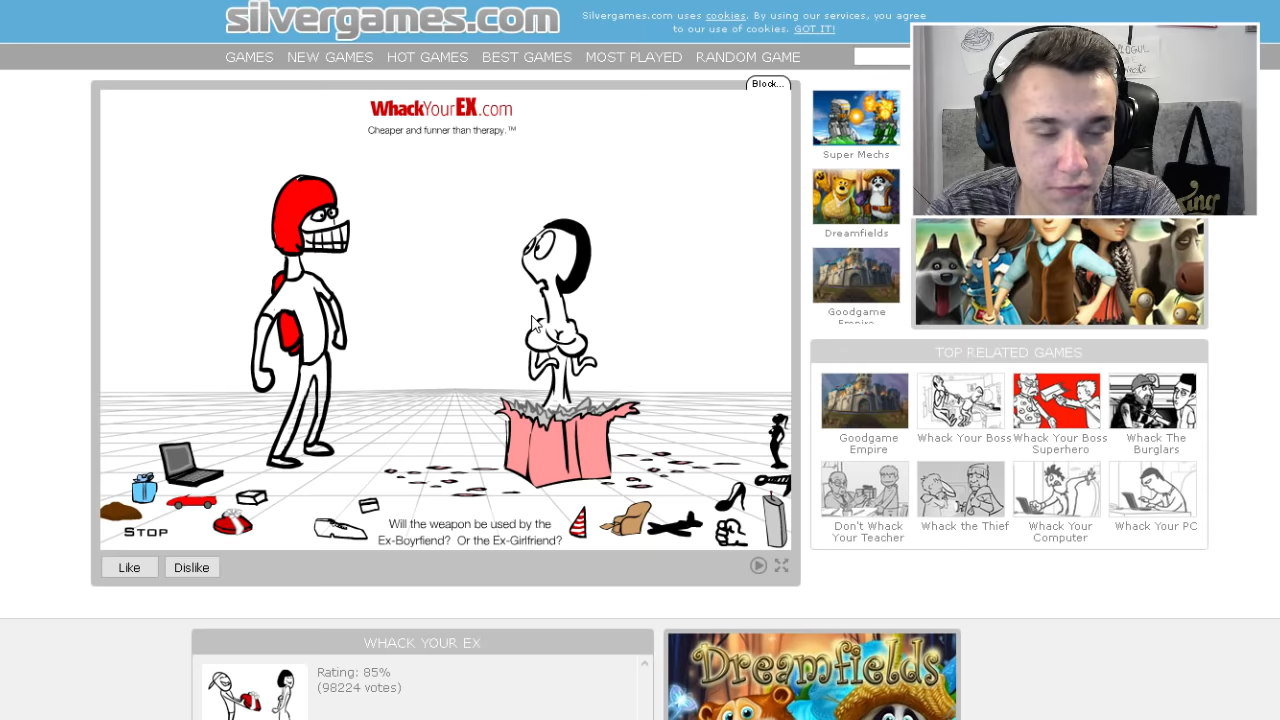 silvergames.com
Silvergames.com uses cookies. By using our services, you agree
to our use of cookies. GOT IT!
GAMES NEW GAMES HOT GAMES BEST GAMES MOST PLAYED RANDOM GAME
Block...
WhackYourEX.com
Cheaper and funner than therapy.™
Super Mechs
Dreamfields
Goodgame
Empire
TOP RELATED GAMES
Goodgame
Empire
Whack Your Boss
Whack Your Boss
Superhero
Whack The
Burglars
Don't Whack
Your Teacher
Whack the Thief
Whack Your
Computer
Whack Your PC
STOP
Will the weapon be used by the
Ex-Boyrfiend? Or the Ex-Girlfriend?
Like
Dislike
WHACK YOUR EX
Rating: 85%
(98224 votes)
Dreamfields